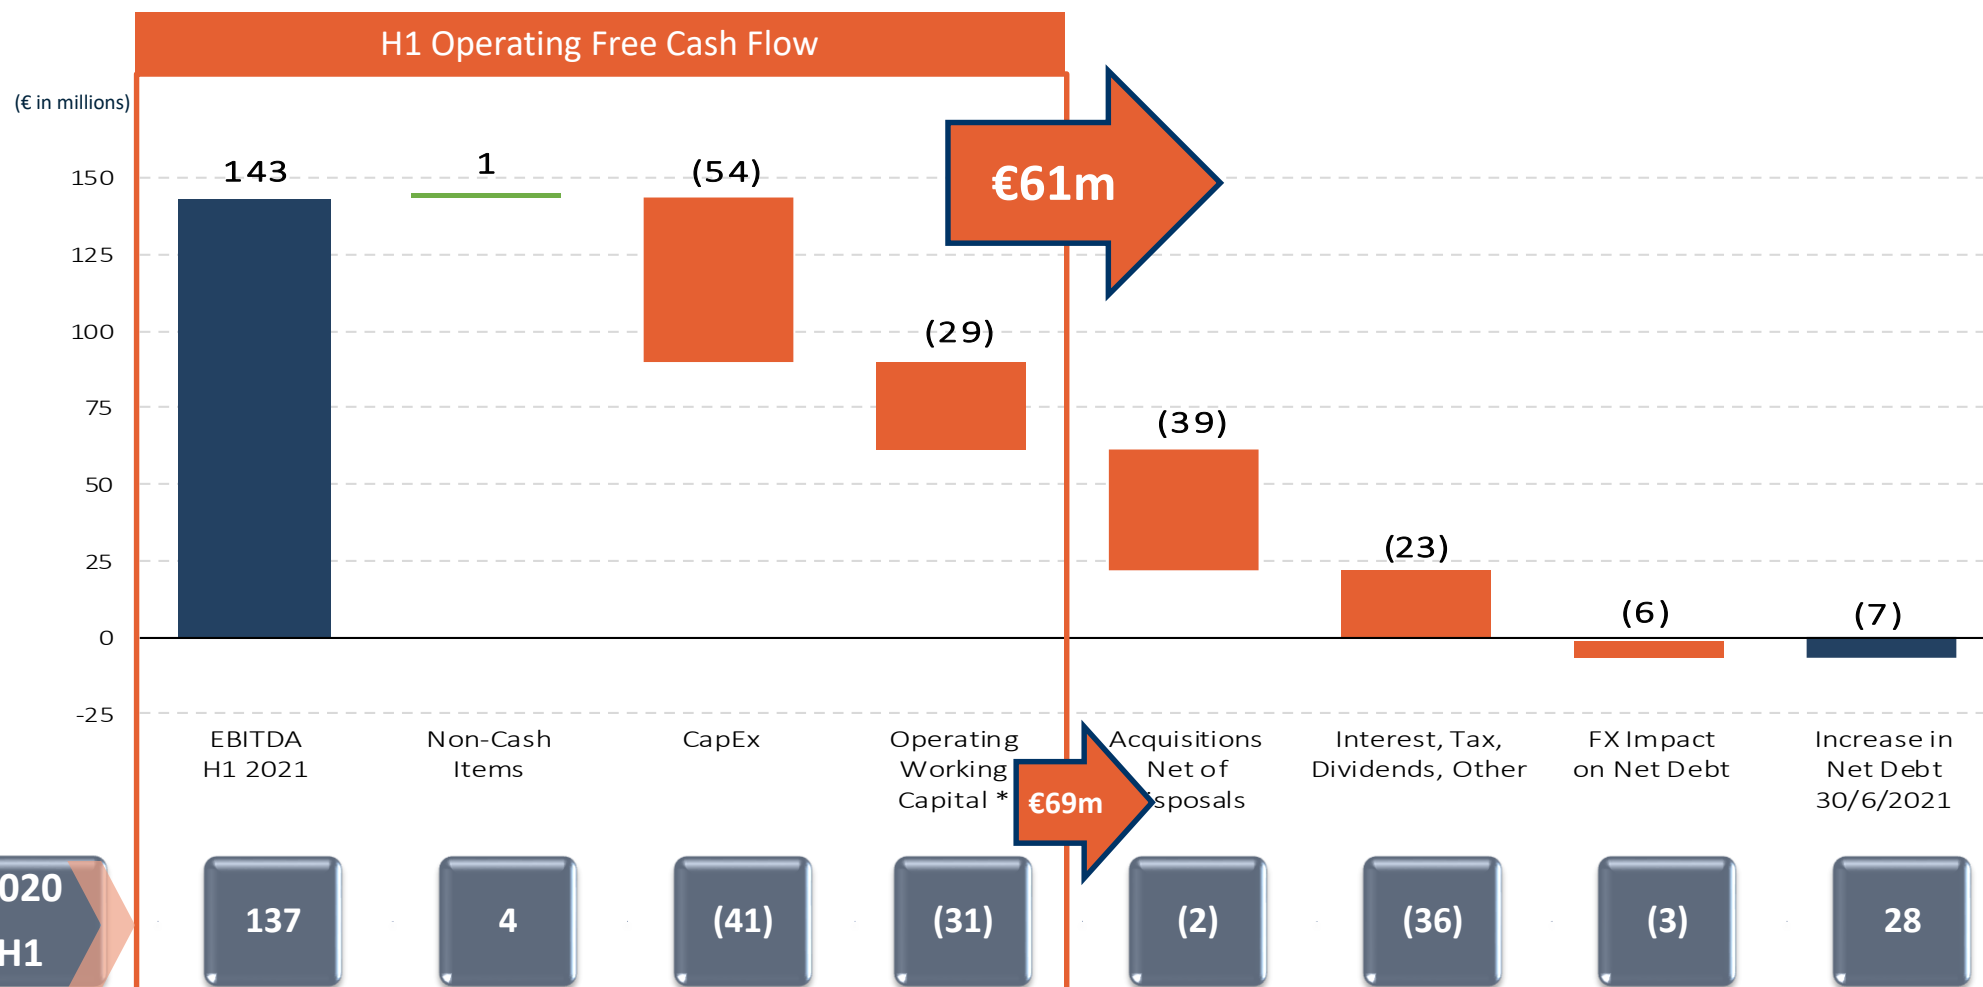 H1 Operating Free Cash Flow
(€ in millions)
€61m
143
1
(54)
(29)
(39)
(23)
(6)
(7)
150
125
100
75
50
25
0
-25
EBITDA
H1 2021
Non-Cash
Items
CapEx
Operating
Working
Capital *
Acquisitions
Net of
sposals
Interest, Tax,
Dividends, Other
FX Impact
on Net Debt
Increase in
Net Debt
30/6/2021
€69m
020
H1
137
4
(41)
(31)
(2)
(36)
(3)
28